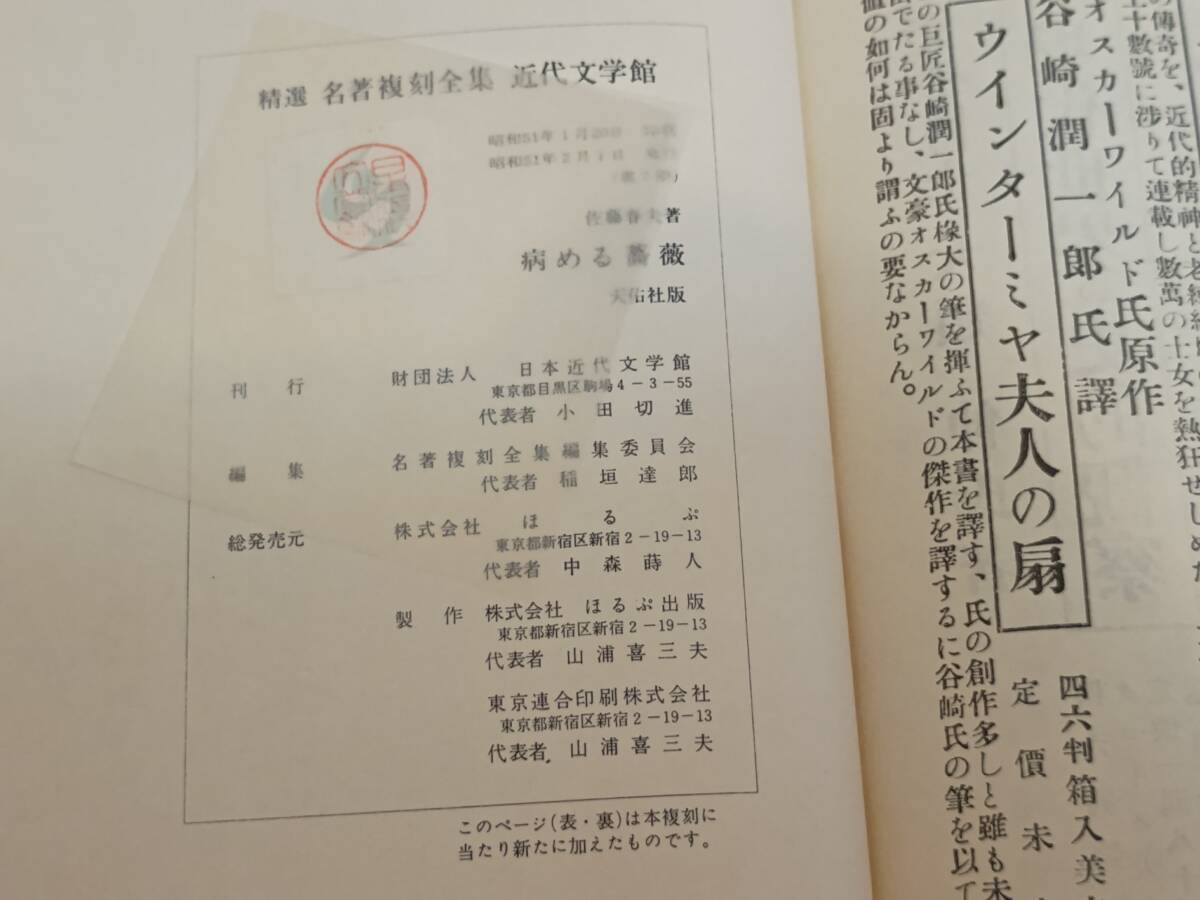 精選 名著複刻全集 近代文学館
昭和51年1月20日 印刷
昭和51年2月1日 発行
佐藤春夫著
病める薔薇
天佑社版
刊行 財団法人 日本近代文学館
東京都目黒区駒場4-3-55
代表者 小田切進
編集 名著複刻全集編集委員会
代表者 稲垣達郎
総発売元 株式会社 ほるぷ
東京都新宿区新宿2-19-13
代表者 中森蒔人
製作 株式会社 ほるぷ出版
東京都新宿区新宿2-19-13
代表者 山浦喜三夫
東京連合印刷株式会社
東京都新宿区新宿2-19-13
代表者 山浦喜三夫
このページ(表・裏)は本複刻に
当たり新たに加えたものです。
の傳奇を、近代的精神と老練
十數號に渉りて連載し數萬の士女を熱狂せしめた
オスカーワイルド氏原作
谷崎潤一郎氏譯
ウインターミヤ夫人の扇
四六判箱入美
定價未
の巨匠谷崎潤一郎氏椽大の筆を揮ふて本書を譯す、氏の創作多しと雖も未
出でたる事なし、文豪オスカーワイルドの傑作を譯するに谷崎氏の筆を以て
値の如何は固より謂ふの要なからん。